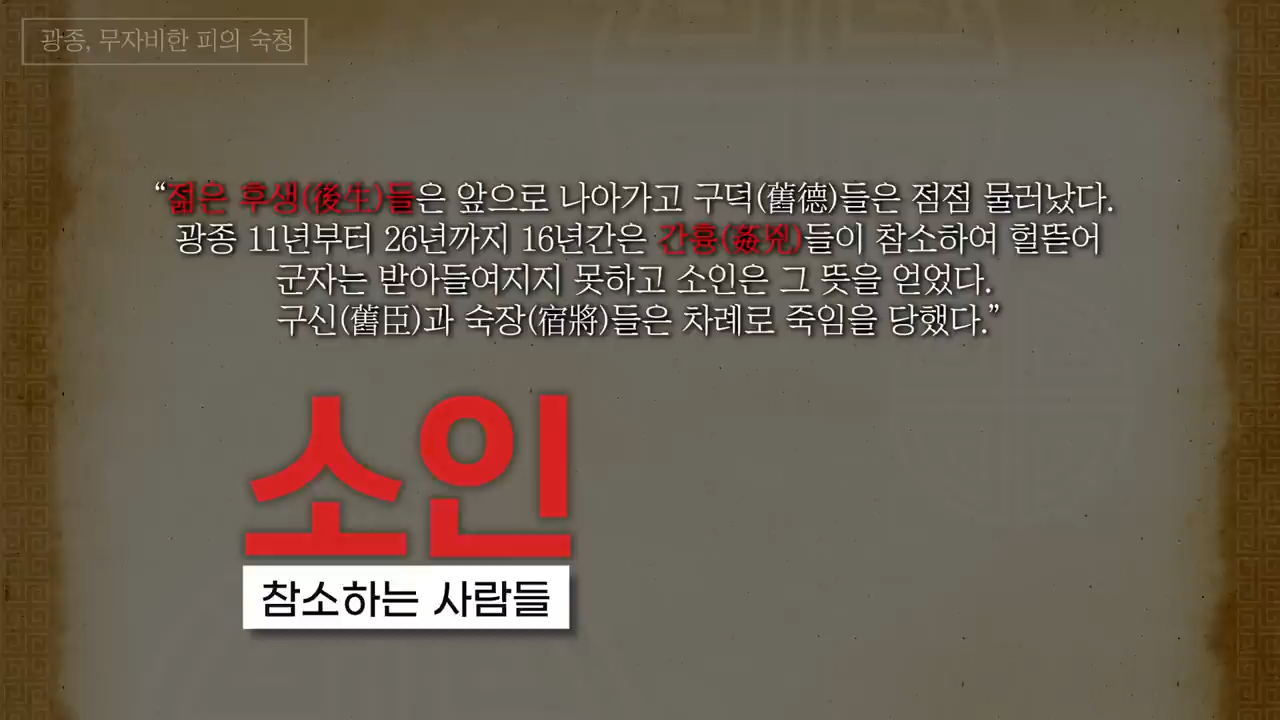 광종, 무자비한 피의 숙청
“젊은 후생(後生)들은 앞으로 나아가고 구덕(舊德)들은 점점 물러났다.
광종 11년부터 26년까지 16년간은 간흉(姦兇)들이 참소하여 헐뜯어
군자는 받아들여지지 못하고 소인은 그 뜻을 얻었다.
구신(舊臣)과 숙장(宿將)들은 차례로 죽임을 당했다.”
소인
참소하는 사람들